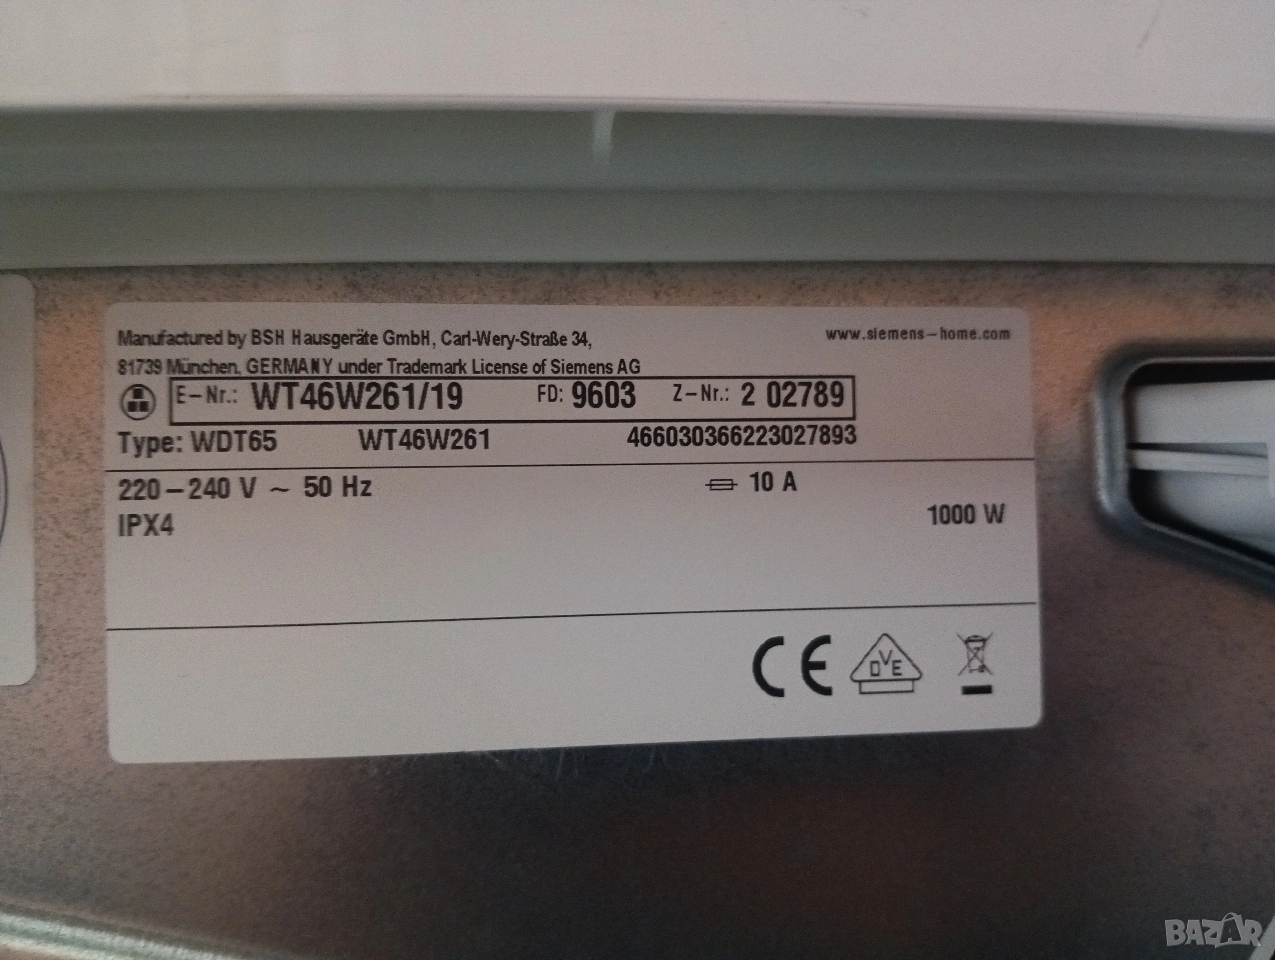 Manufactured by BSH Hausgeräte GmbH, Carl-Wery-Straße 34,
www.siemens-home.com
81739 München, GERMANY under Trademark License of Siemens AG
E-Nr.: WT46W261/19 FD: 9603 Z-Nr.: 2 02789
Type: WDT65 WT46W261 466030366223027893
220-240 V ~ 50 Hz 10 A
IPX4 1000 W
CE DVE
BAZAR